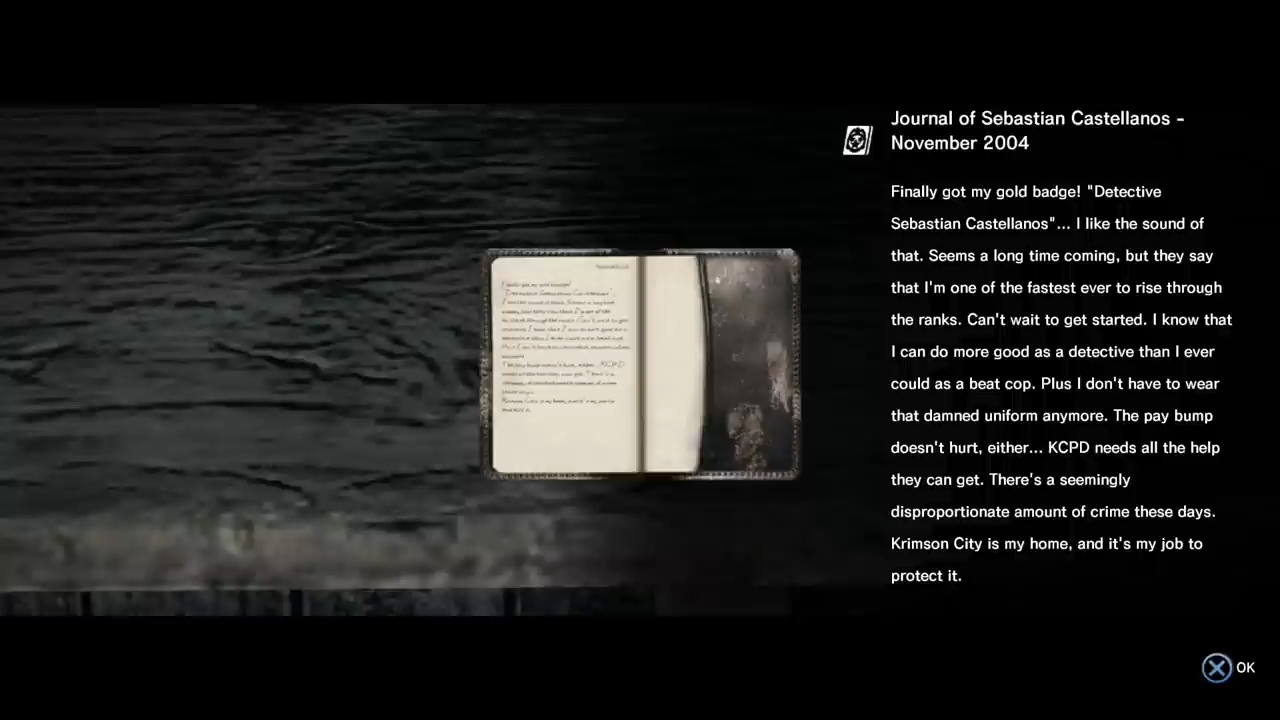 Journal of Sebastian Castellanos -
November 2004
Finally got my gold badge! "Detective
Sebastian Castellanos"... I like the sound of
that. Seems a long time coming, but they say
that I'm one of the fastest ever to rise through
the ranks. Can't wait to get started. I know that
I can do more good as a detective than I ever
could as a beat cop. Plus I don't have to wear
that damned uniform anymore. The pay bump
doesn't hurt, either... KCPD needs all the help
they can get. There's a seemingly
disproportionate amount of crime these days.
Krimson City is my home, and it's my job to
protect it.
OK